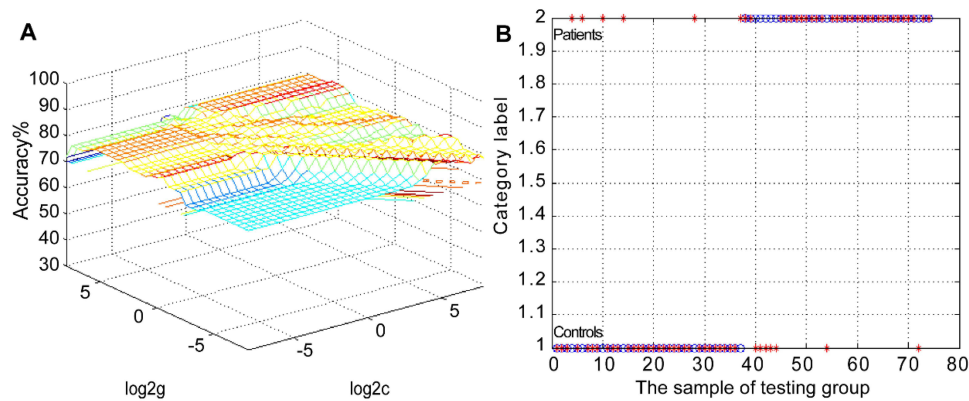 A
100
90
80
70
60
50
40
30
Accuracy%
5
0
-5
log2g
-5
0
5
log2c
B
2
1.9
1.8
1.7
1.6
1.5
1.4
1.3
1.2
1.1
1
Category label
Patients
Controls
0 10 20 30 40 50 60 70 80
The sample of testing group